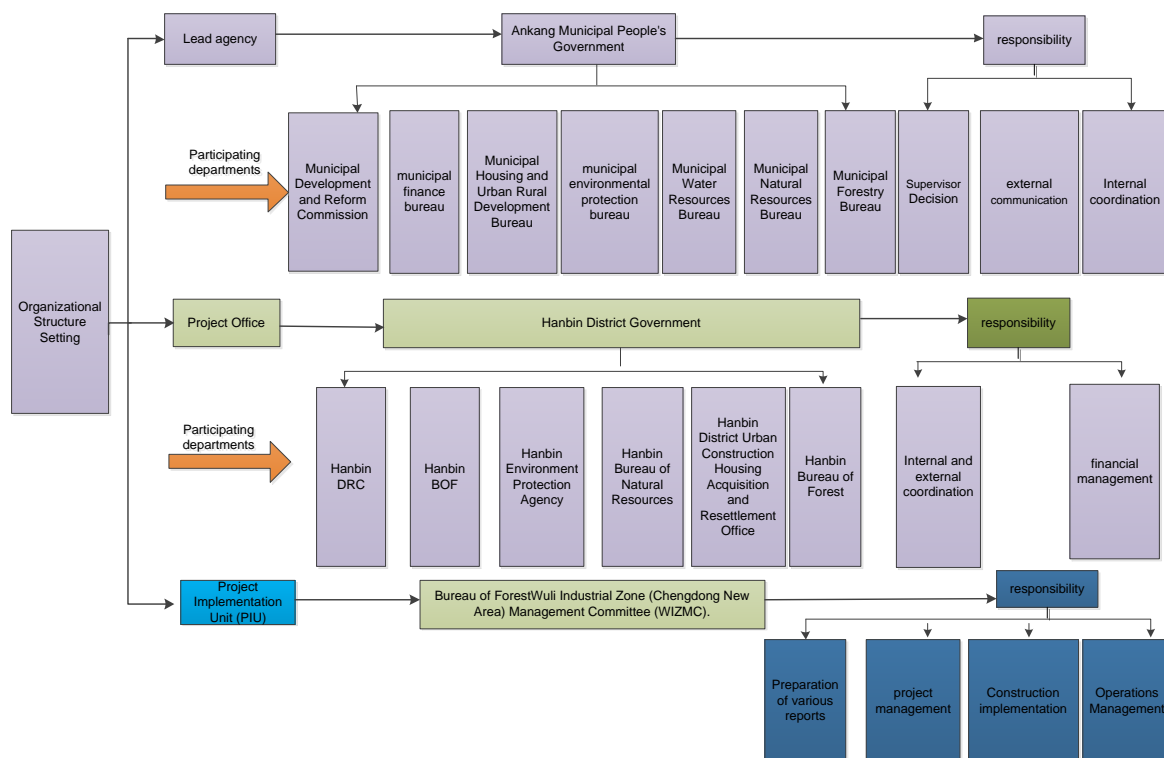 Lead agency
Ankang Municipal People's
Government
responsibility
Participating
departments
Municipal
Development
and Reform
Commission
municipal
finance
bureau
Municipal
Housing and
Urban Rural
Development
Bureau
municipal
environmental
protection
bureau
Municipal
Water
Resources
Bureau
Municipal
Natural
Resources
Bureau
Municipal
Forestry
Bureau
Supervisor
Decision
external
communication
Internal
coordination
Organizational
Structure
Setting
Project Office
Hanbin District Government
responsibility
Participating
departments
Hanbin
DRC
Hanbin
BOF
Hanbin
Environment
Protection
Agency
Hanbin
Bureau of
Natural
Resources
Hanbin
District Urban
Construction
Housing
Acquisition
and
Resettlement
Office
Hanbin
Bureau of
Forest
Internal and
external
coordination
financial
management
Project
Implementation
Unit (PIU)
Bureau of ForestWuli Industrial Zone (Chengdong New
Area) Management Committee (WIZMC).
responsibility
Preparation
of various
reports
project
management
Construction
implementation
Operations
Management